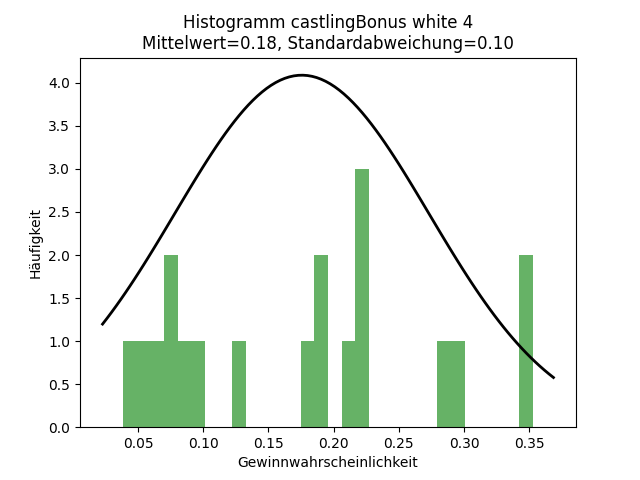 Histogramm castlingBonus white 4
Mittelwert=0.18, Standardabweichung=0.10
4.0
3.5
3.0
2.5
2.0
1.5
1.0
0.5
0.0
Häufigkeit
0.05 0.10 0.15 0.20 0.25 0.30 0.35
Gewinnwahrscheinlichkeit